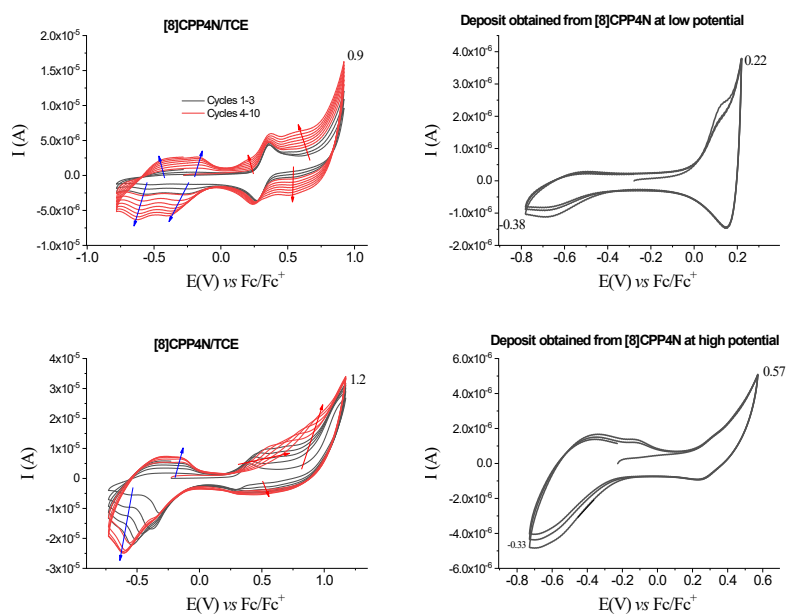 [8]CPP4N/TCE
2.0x10⁻⁵
1.5x10⁻⁵
1.0x10⁻⁵
5.0x10⁻⁶
0.0
-5.0x10⁻⁶
-1.0x10⁻⁵
I (A)
0.9
Cycles 1-3
Cycles 4-10
-1.0 -0.5 0.0 0.5 1.0
E(V) vs Fc/Fc⁺
Deposit obtained from [8]CPP4N at low potential
4.0x10⁻⁶
2.0x10⁻⁶
0.0
-1.0x10⁻⁶
-2.0x10⁻⁶
I (A)
0.22
-0.38
-0.8 -0.6 -0.4 -0.2 0.0 0.2
E(V) vs Fc/Fc⁺
[8]CPP4N/TCE
4x10⁻⁵
3x10⁻⁵
2x10⁻⁵
1x10⁻⁵
0
-1x10⁻⁵
-2x10⁻⁵
-3x10⁻⁵
I (A)
1.2
-0.5 0.0 0.5 1.0
E(V) vs Fc/Fc⁺
Deposit obtained from [8]CPP4N at high potential
6.0x10⁻⁶
4.0x10⁻⁶
2.0x10⁻⁶
0.0
-2.0x10⁻⁶
-4.0x10⁻⁶
-6.0x10⁻⁶
I (A)
0.57
-0.33
-0.8 -0.6 -0.4 -0.2 0.0 0.2 0.4 0.6
E(V) vs Fc/Fc⁺